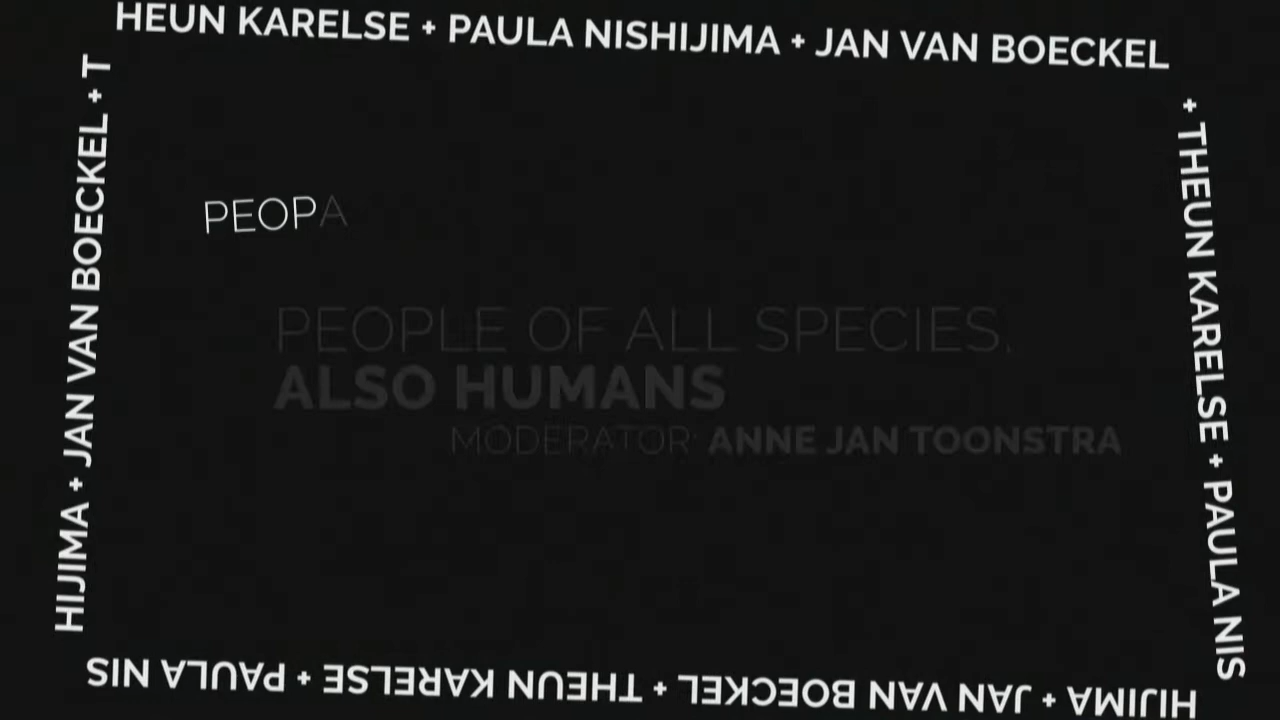 HEUN KARELSE + PAULA NISHIJIMA + JAN VAN BOECKEL
+ THEUN KARELSE + PAULA NIS
HIJIMA + JAN VAN BOECKEL + THEUN KARELSE + PAULA NIS
HIJIMA + JAN VAN BOECKEL + T
PEOPA
PEOPLE OF ALL SPECIES,
ALSO HUMANS
MODERATOR: ANNE JAN TOONSTRA